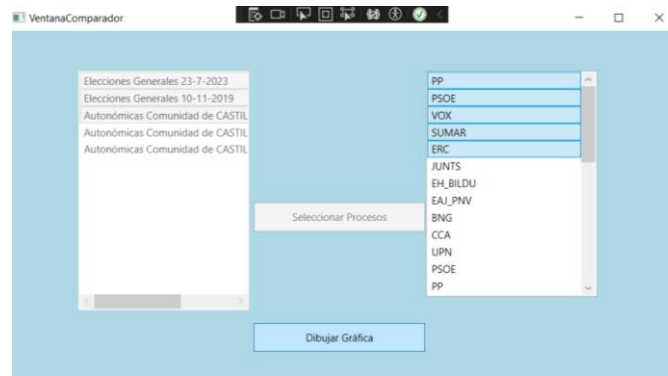 VentanaComparador
Elecciones Generales 23-7-2023
Elecciones Generales 10-11-2019
Autonómicas Comunidad de CASTIL
Autonómicas Comunidad de CASTIL
Autonómicas Comunidad de CASTIL
Seleccionar Procesos
PP
PSOE
VOX
SUMAR
ERC
JUNTS
EH_BILDU
EAJ_PNV
BNG
CCA
UPN
PSOE
PP
Dibujar Gráfica